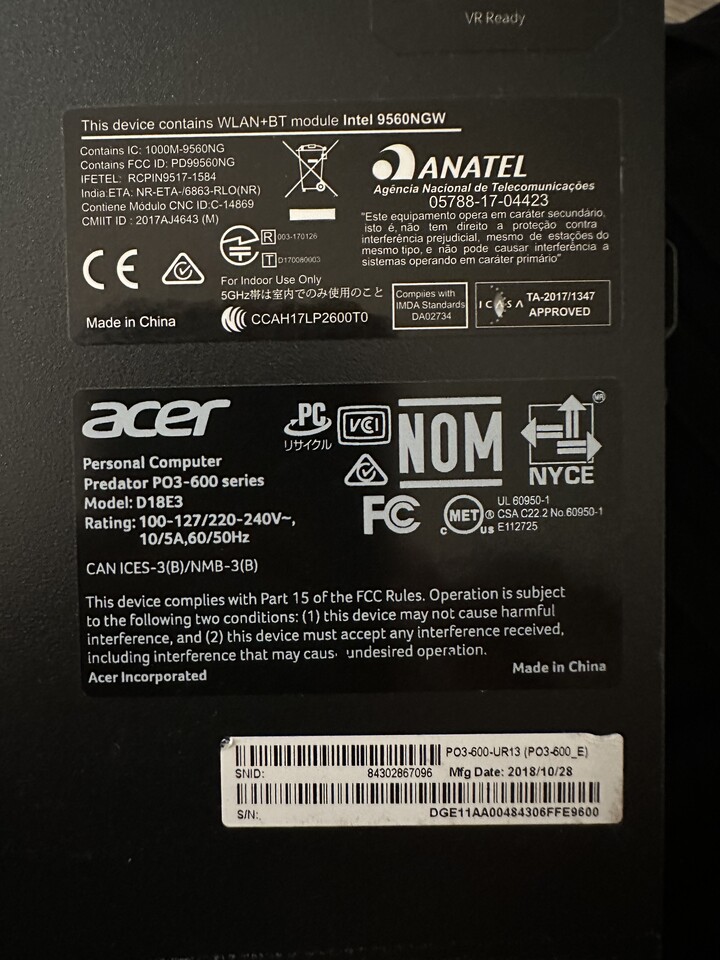 VR Ready
This device contains WLAN+BT module Intel 9560NGW
Contains IC: 1000M-9560NG
Contains FCC ID: PD99560NG
IFETEL: RCPIN9517-1584
India:ETA: NR-ETA-/6863-RLO(NR)
Contiene Módulo CNC ID:C-14869
CMIIT ID : 2017AJ4643 (M)
R 003-170126
T D170080003
CE
For Indoor Use Only
5GHz帯は室内でのみ使用のこと
Made in China
CCAH17LP2600T0
ANATEL
Agência Nacional de Telecomunicações
05788-17-04423
"Este equipamento opera em caráter secundário,
isto é, não tem direito a proteção contra
interferência prejudicial, mesmo de estações do
mesmo tipo, e não pode causar interferência a
sistemas operando em caráter primário"
Complies with
IMDA Standards
DA02734
ICASA TA-2017/1347
APPROVED
acer
Personal Computer
Predator PO3-600 series
Model: D18E3
Rating: 100-127/220-240V~,
10/5A,60/50Hz
PC
リサイクル
VCI
NOM
NYCE
MR
FC
c MET us ®
UL 60950-1
CSA C22.2 No.60950-1
E112725
CAN ICES-3(B)/NMB-3(B)
This device complies with Part 15 of the FCC Rules. Operation is subject
to the following two conditions: (1) this device may not cause harmful
interference, and (2) this device must accept any interference received,
including interference that may caus undesired operation.
Acer Incorporated
Made in China
PO3-600-UR13 (PO3-600_E)
SNID: 84302867096 Mfg Date: 2018/10/28
S/N: DGE11AA00484306FFE9600